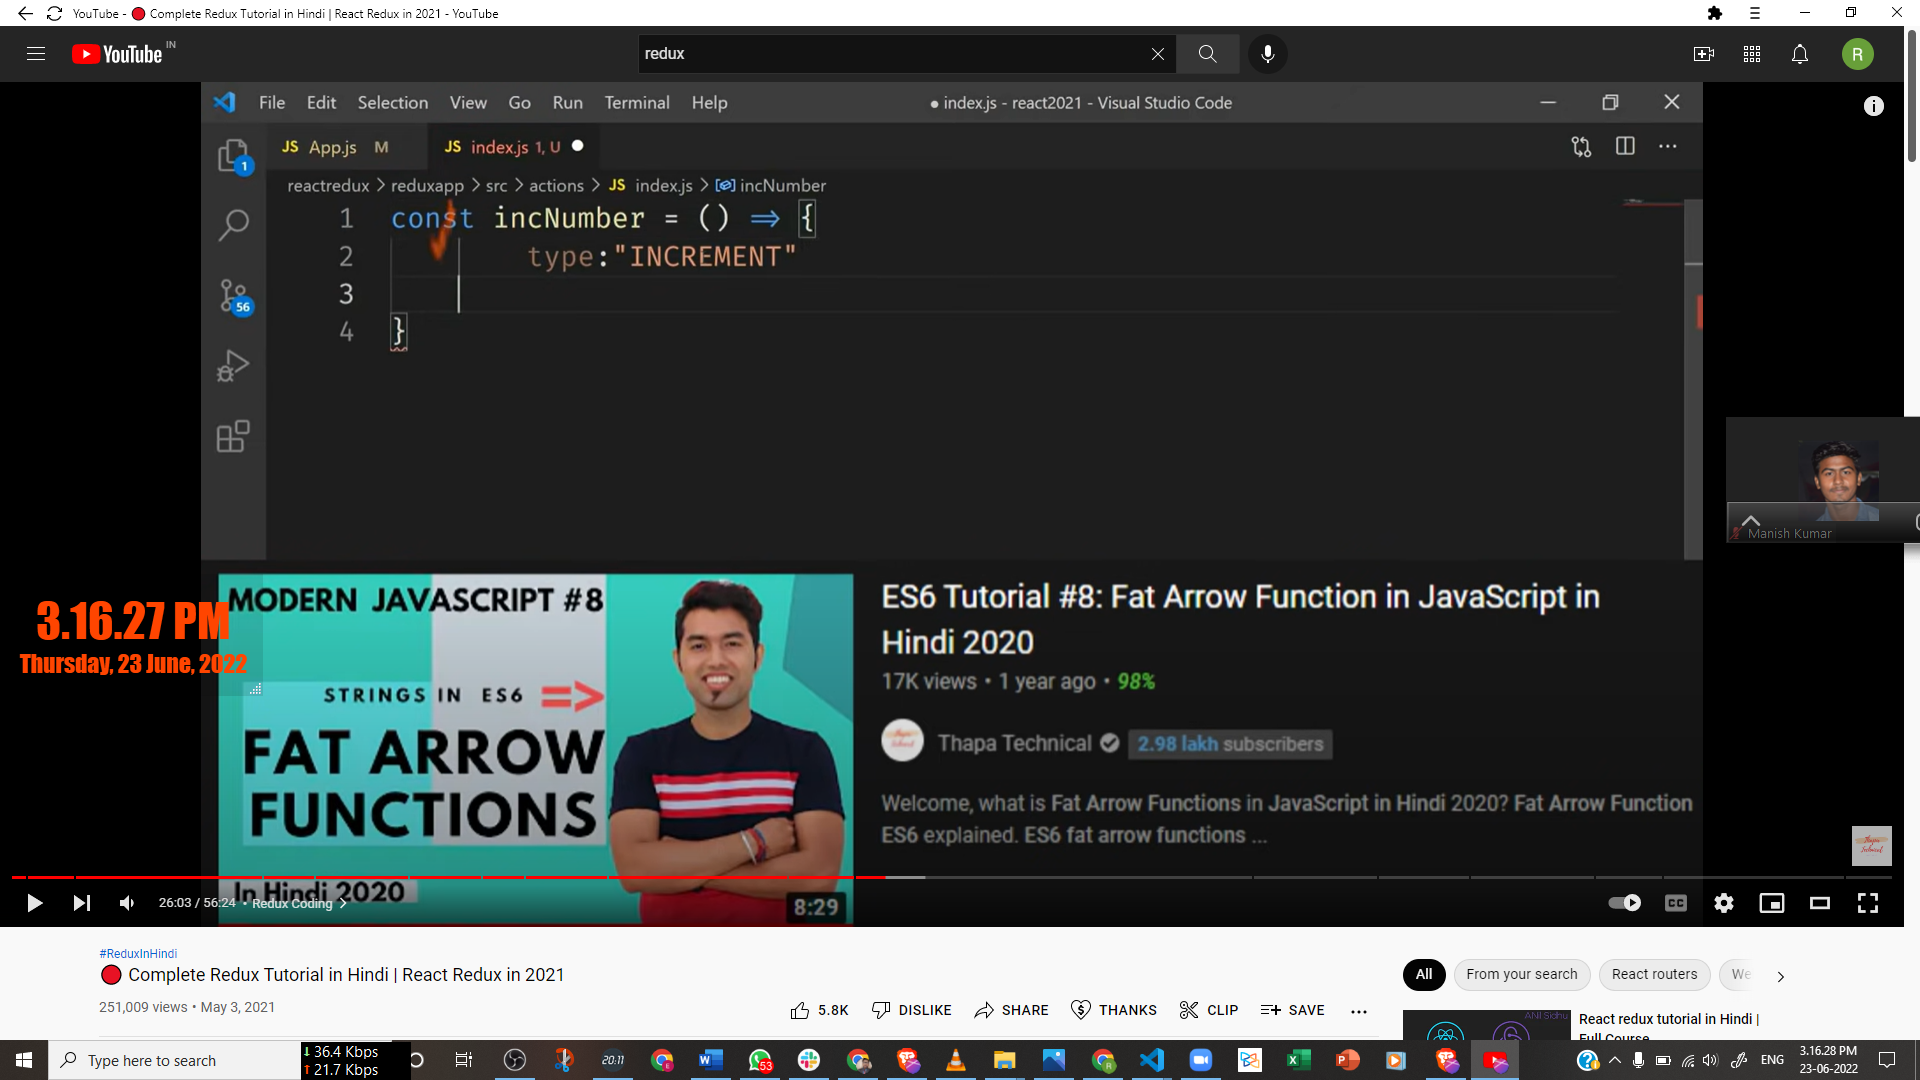 YouTube - 🔴 Complete Redux Tutorial in Hindi | React Redux in 2021 - YouTube
YouTube IN
redux
File Edit Selection View Go Run Terminal Help
● index.js - react2021 - Visual Studio Code
1
JS App.js M
JS index.js 1, U ●
reactredux > reduxapp > src > actions > JS index.js > incNumber
1 const incNumber = () => {
2 type:"INCREMENT"
3
4 }
56
Manish Kumar
3.16.27 PM
Thursday, 23 June, 2022
MODERN JAVASCRIPT #8
STRINGS IN ES6 =>
FAT ARROW
FUNCTIONS
In Hindi 2020
8:29
ES6 Tutorial #8: Fat Arrow Function in JavaScript in
Hindi 2020
17K views • 1 year ago • 98%
Thapa Technical 2.98 lakh subscribers
Welcome, what is Fat Arrow Functions in JavaScript in Hindi 2020? Fat Arrow Function
ES6 explained. ES6 fat arrow functions ...
Thapa Technical
26:03 / 56:24 • Redux Coding >
CC
#ReduxInHindi
🔴 Complete Redux Tutorial in Hindi | React Redux in 2021
251,009 views • May 3, 2021
5.8K DISLIKE SHARE THANKS CLIP SAVE ...
All From your search React routers We
ANIl Sidhu
React redux tutorial in Hindi |
Full Course
Type here to search
↓ 36.4 Kbps
↑ 21.7 Kbps
20:11
53
ENG
3.16.28 PM
23-06-2022